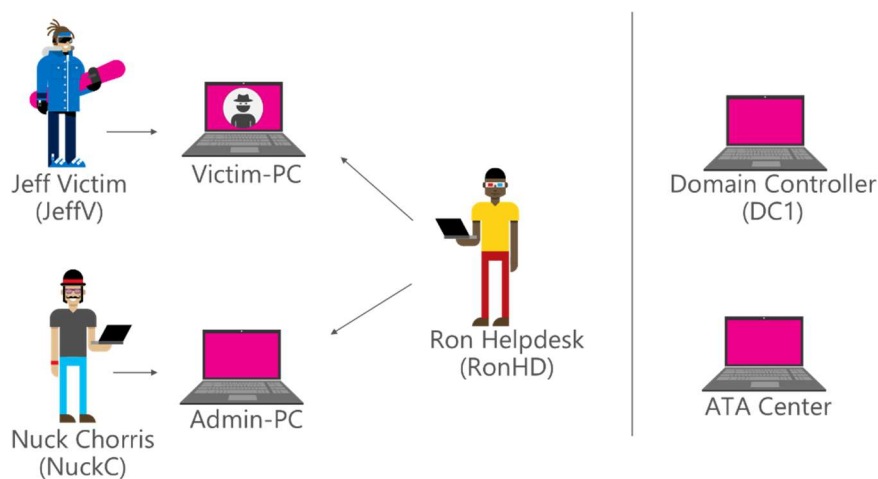 Jeff Victim
(JeffV)
Victim-PC
Nuck Chorris
(NuckC)
Admin-PC
Ron Helpdesk
(RonHD)
Domain Controller
(DC1)
ATA Center